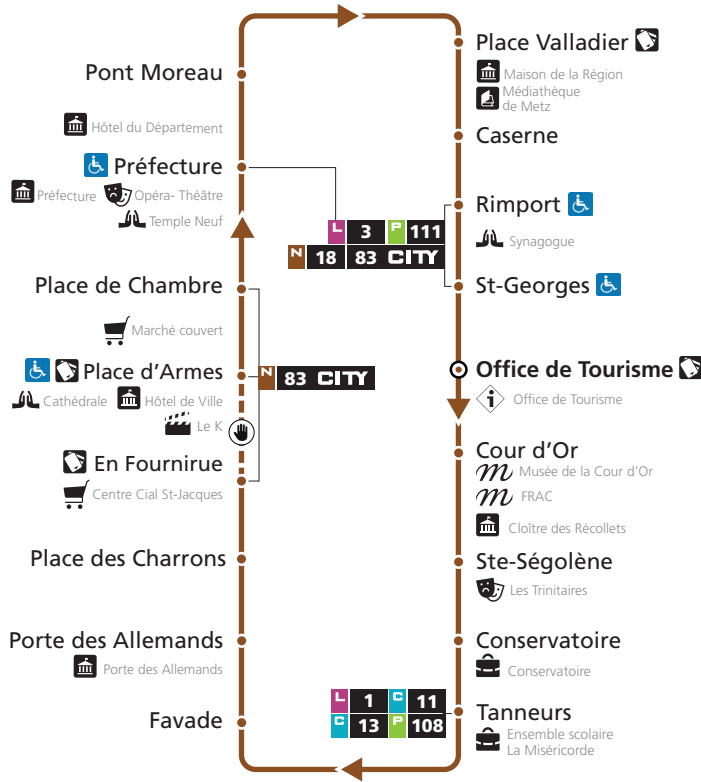 Pont Moreau
Hôtel du Département
Préfecture
Préfecture
Opéra- Théâtre
Temple Neuf
Place de Chambre
Marché couvert
Place d'Armes
Cathédrale
Hôtel de Ville
Le K
En Fournirue
Centre Cial St-Jacques
Place des Charrons
Porte des Allemands
Porte des Allemands
Favade
L 3 P 111
N 18 83 CITY
N 83 CITY
L 1 C 11
C 13 P 108
Place Valladier
Maison de la Région
Médiathèque
de Metz
Caserne
Rimport
Synagogue
St-Georges
Office de Tourisme
i Office de Tourisme
Cour d'Or
m Musée de la Cour d'Or
m FRAC
Cloître des Récollets
Ste-Ségolène
Les Trinitaires
Conservatoire
Conservatoire
Tanneurs
Ensemble scolaire
La Miséricorde